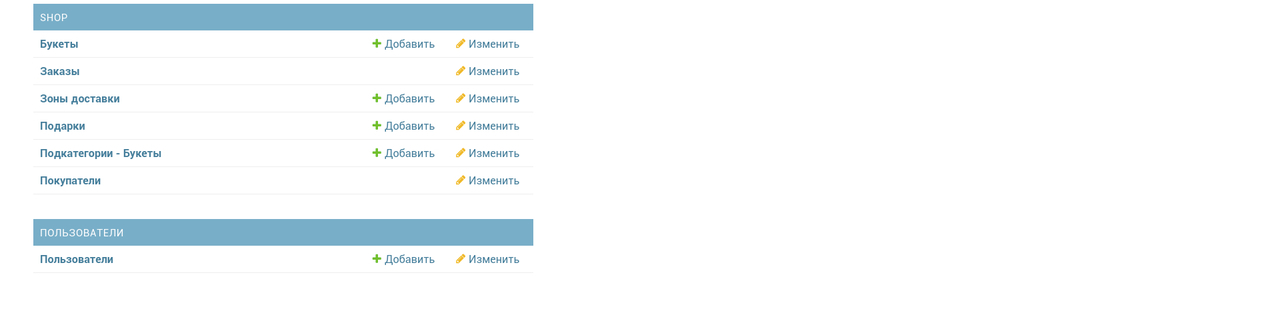 SHOP
Букеты Добавить Изменить
Заказы Изменить
Зоны доставки Добавить Изменить
Подарки Добавить Изменить
Подкатегории - Букеты Добавить Изменить
Покупатели Изменить
ПОЛЬЗОВАТЕЛИ
Пользователи Добавить Изменить